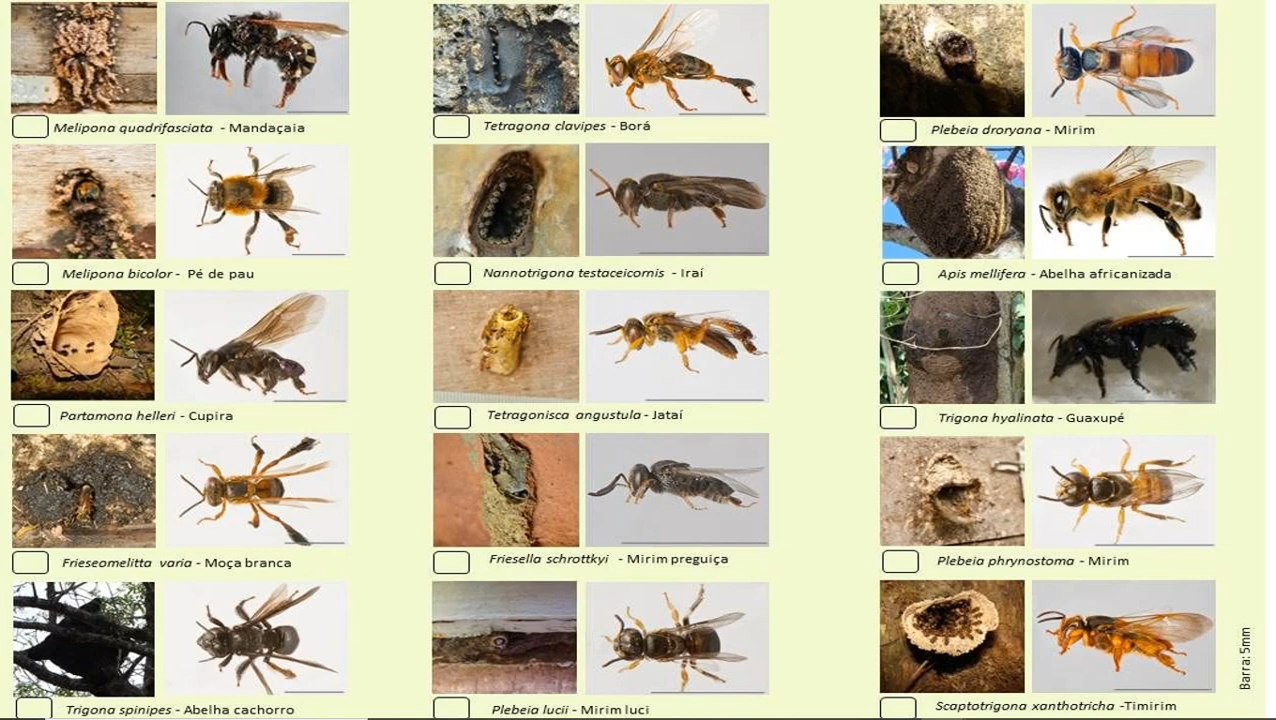 Melipona quadrifasciata - Mandaçaia
Tetragona clavipes - Borá
Plebeia droryana - Mirim
Melipona bicolor - Pé de pau
Nannotrigona testaceicornis - Iraí
Apis mellifera - Abelha africanizada
Partamona helleri - Cupira
Tetragonisca angustula - Jataí
Trigona hyalinata - Guaxupé
Frieseomelitta varia - Moça branca
Friesella schrottkyi - Mirim preguiça
Plebeia phrynostoma - Mirim
Trigona spinipes - Abelha cachorro
Plebeia lucii - Mirim luci
Scaptotrigona xanthotricha -Timirim
Barra: 5mm